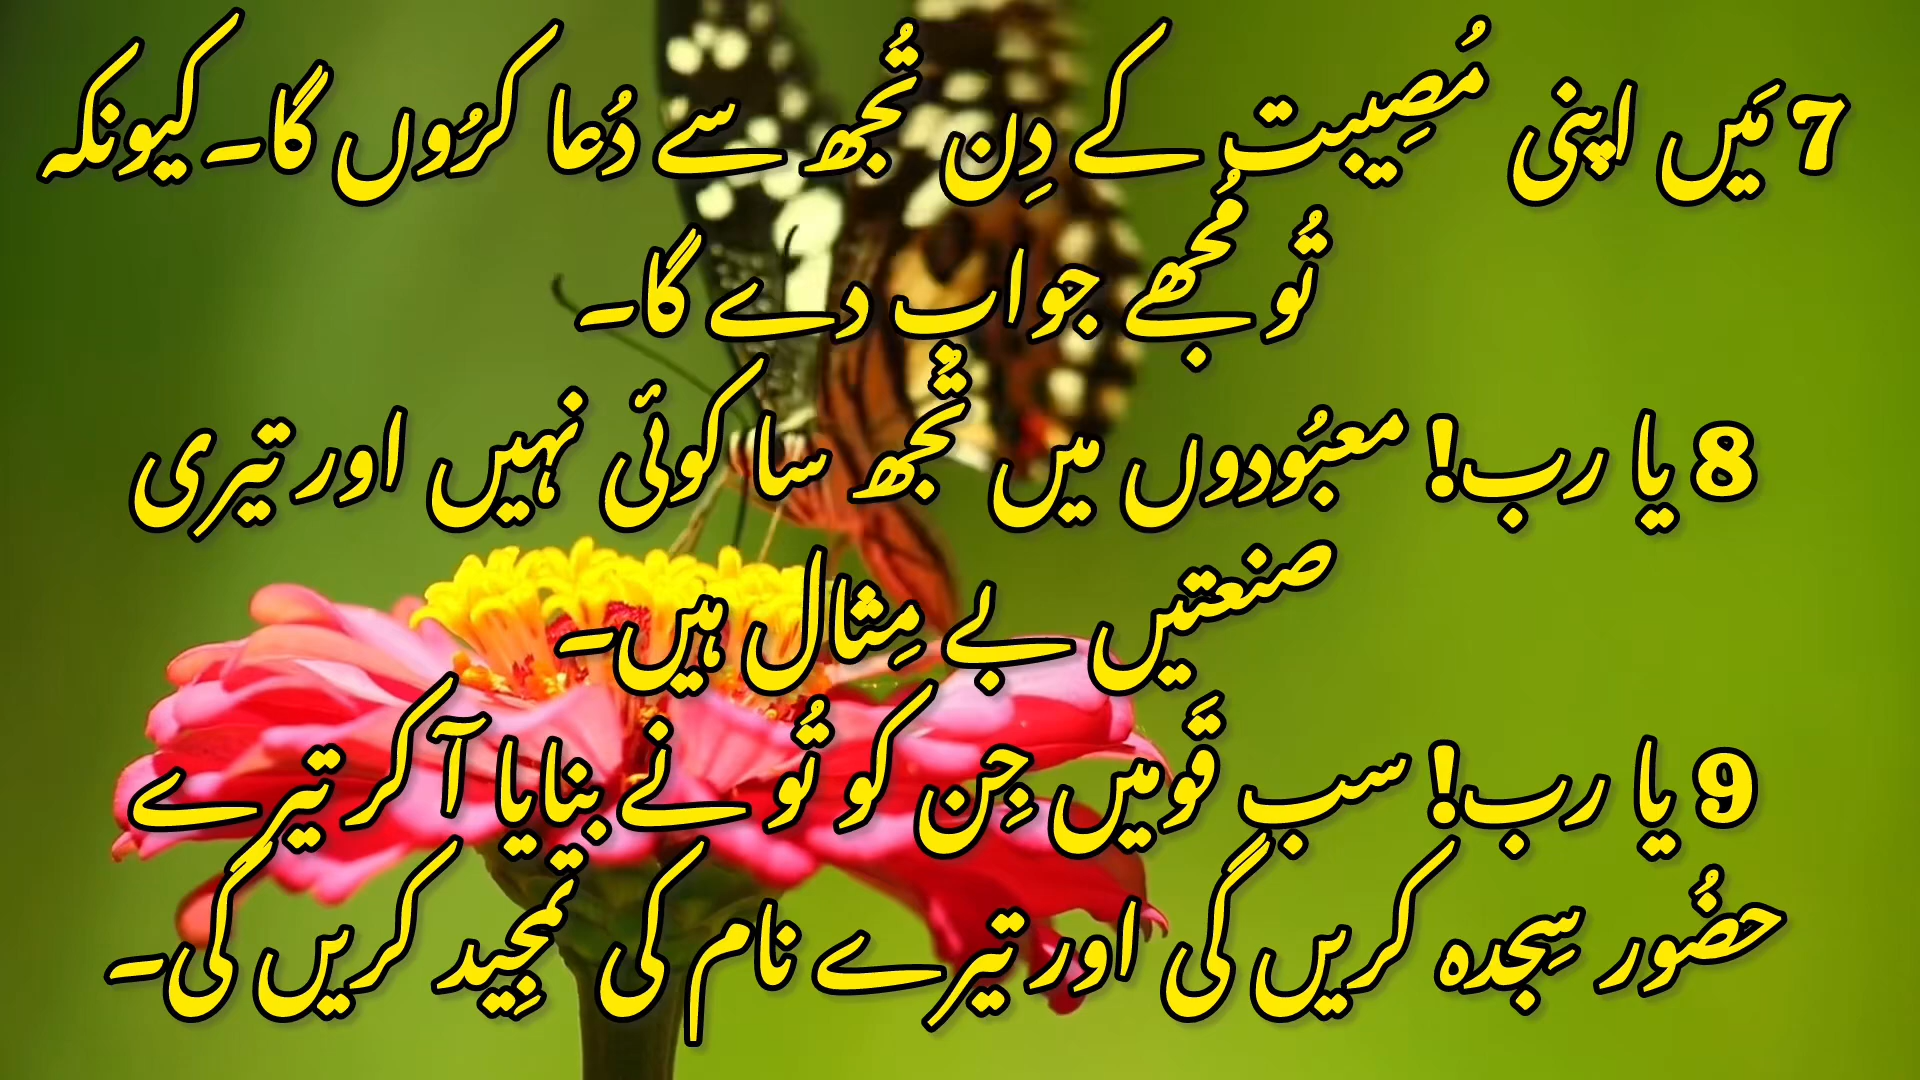 7 مَیں اپنی مُصِیبت کے دِن تُجھ سے دُعا کرُوں گا۔ کیونکہ
تُو مُجھے جواب دے گا۔
8 یا رب! معبُودوں میں تُجھ سا کوئی نہیں اور تیری
صنعتیں بے مِثال ہیں۔
9 یا رب! سب قَومیں جِن کو تُو نے بنایا آ کر تیرے
حضُور سِجدہ کریں گی اور تیرے نام کی تمجِید کریں گی۔